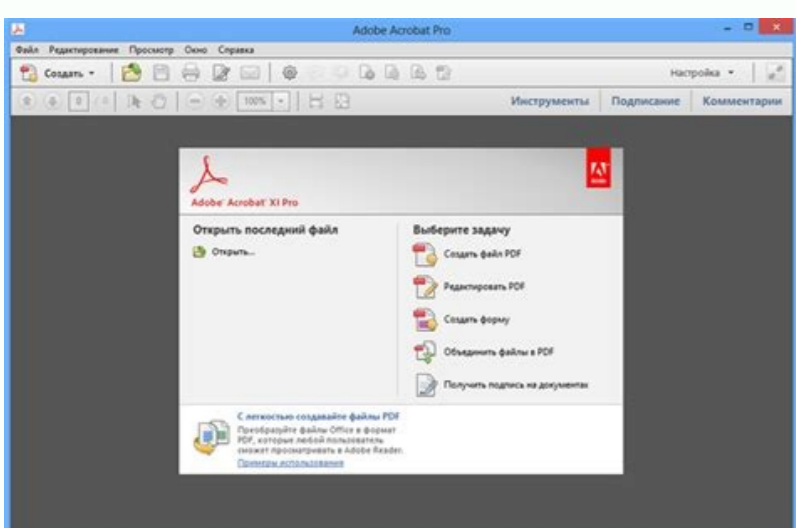 Adobe Acrobat Pro
Файл Редактирование Просмотр Окно Справка
Создать
Настройка
0 / 0
100%
Инструменты Подписание Комментарии
Adobe Acrobat XI Pro
Открыть последний файл
Открыть...
Выберите задачу
Создать файл PDF
Редактировать PDF
Создать форму
Объединить файлы в PDF
Получить подпись на документах
С легкостью создавайте файлы PDF
Преобразуйте файлы Office в формат
PDF, которые любой пользователь
сможет просматривать в Adobe Reader.
Примеры использования